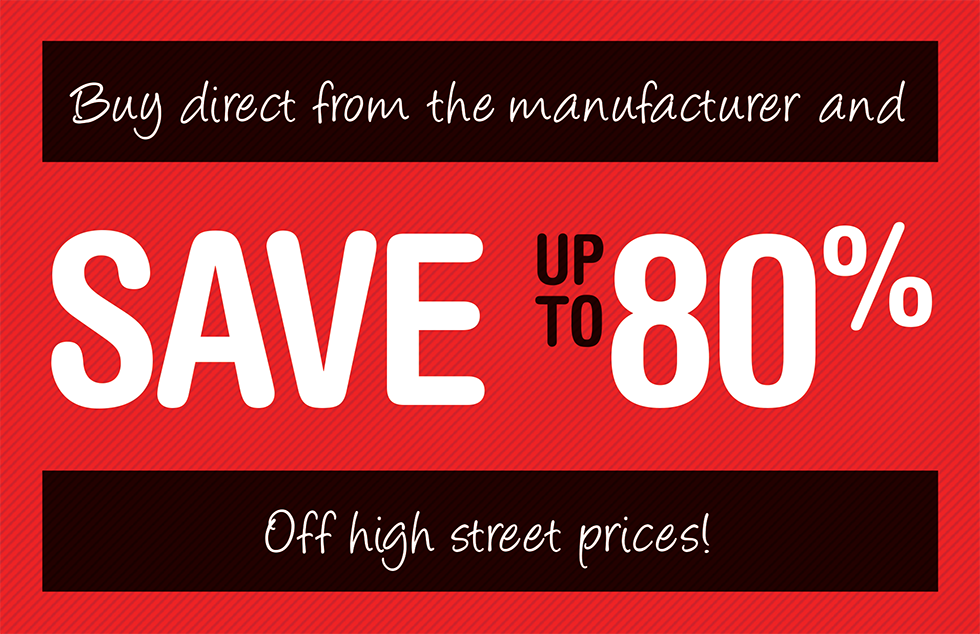 Buy direct from the manufacturer and
SAVE UP TO 80%
Off high street prices!